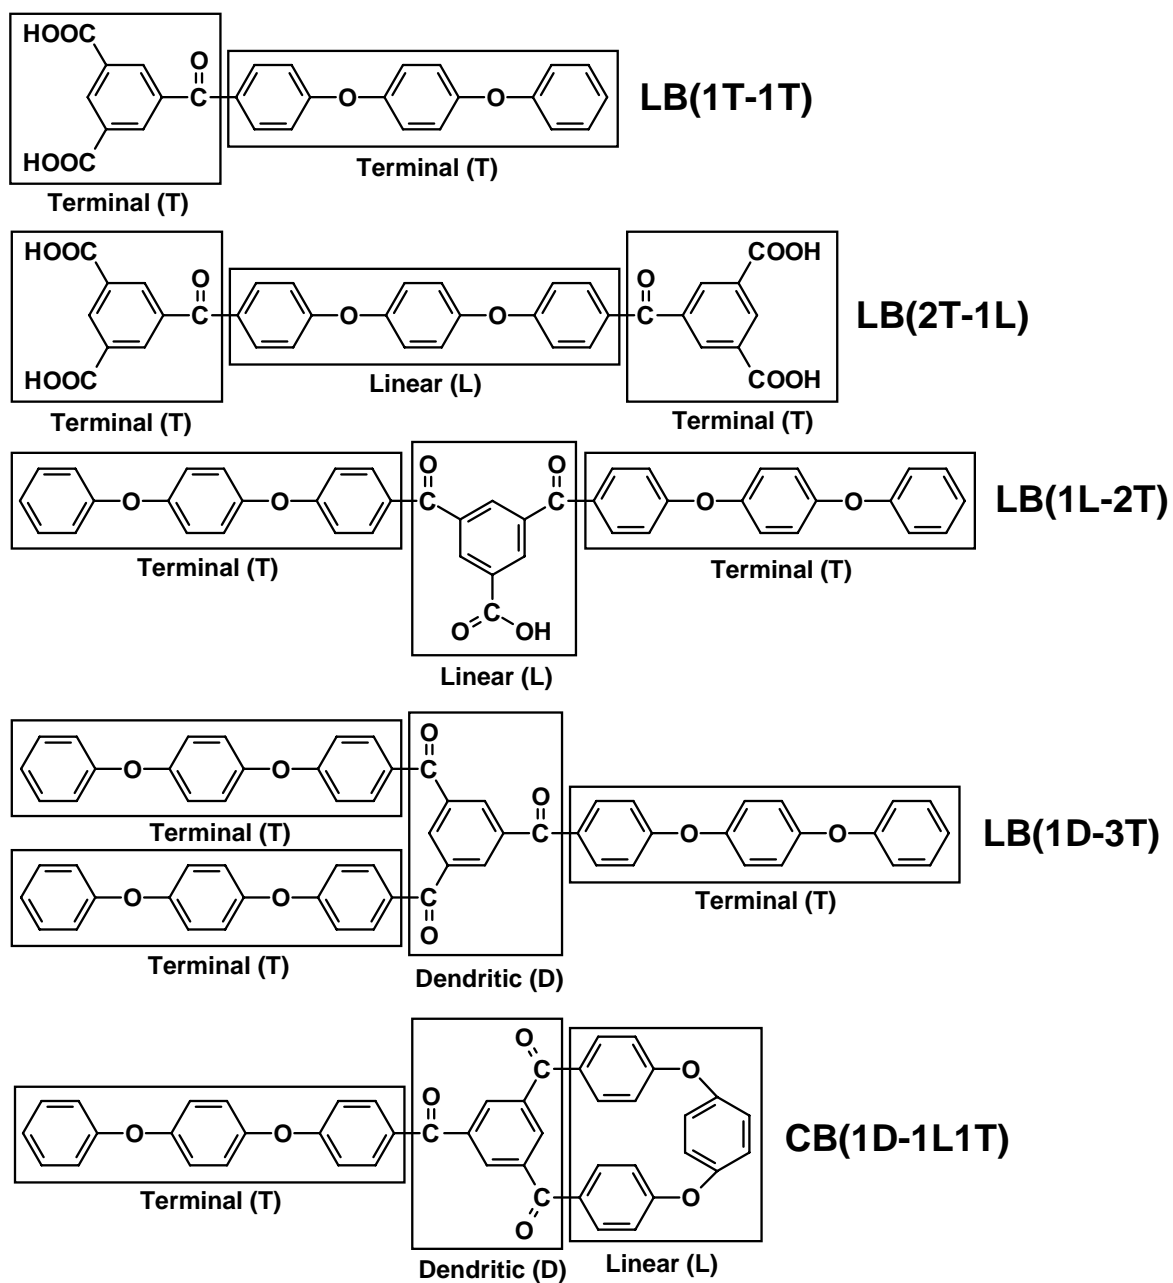 HOOC
O
C
O
O
LB(1T-1T)
HOOC
Terminal (T)
Terminal (T)
HOOC
COOH
O
O
C
O
O
C
LB(2T-1L)
HOOC
COOH
Linear (L)
Terminal (T)
Terminal (T)
O
O
O
O
C
C
O
O
LB(1L-2T)
Terminal (T)
Terminal (T)
C
O
OH
Linear (L)
O
O
O
C
O
Terminal (T)
C
O
O
LB(1D-3T)
O
O
C
Terminal (T)
O
Terminal (T)
Dendritic (D)
O
C
O
O
O
O
C
CB(1D-1L1T)
Terminal (T)
C
O
O
Linear (L)
Dendritic (D)